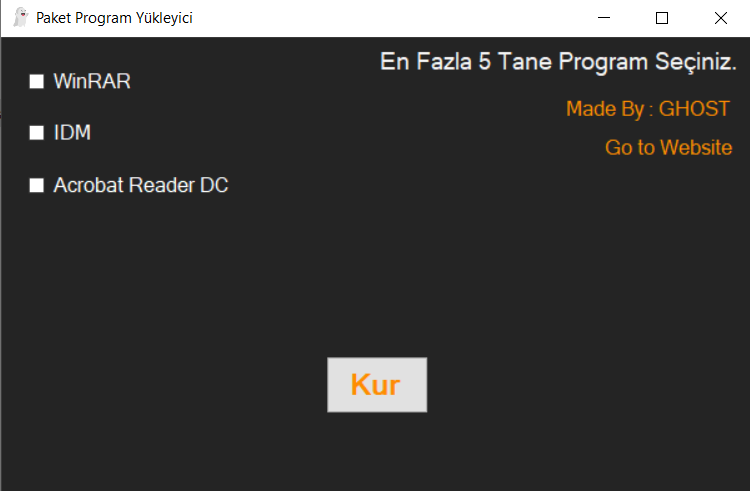 Paket Program Yükleyici
En Fazla 5 Tane Program Seçiniz.
WinRAR
Made By : GHOST
IDM
Go to Website
Acrobat Reader DC
Kur